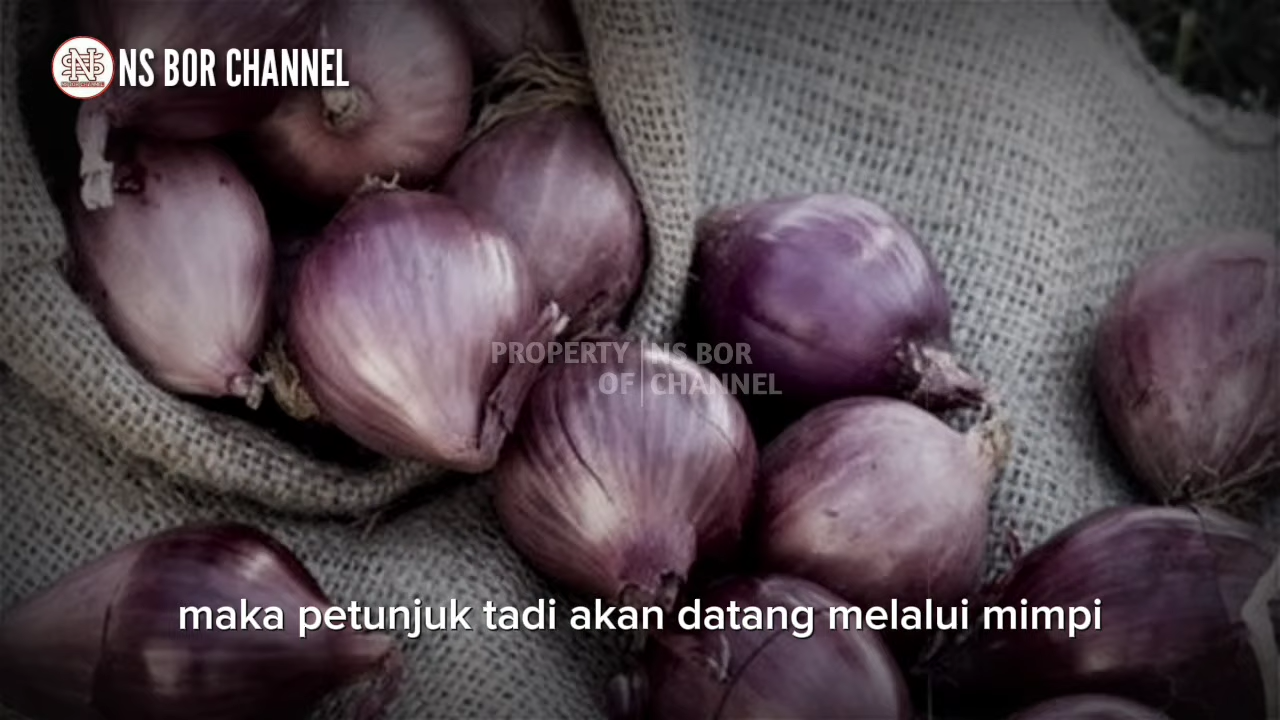 NS BOR CHANNEL
PROPERTY OF NS BOR CHANNEL
maka petunjuk tadi akan datang melalui mimpi